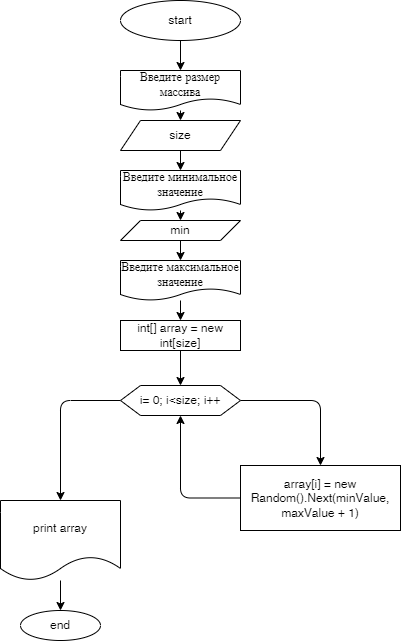 start
Введите размер
массива
size
Введите минимальное
значение
min
Введите максимальное
значение
int[] array = new
int[size]
i= 0; i<size; i++
array[i] = new
Random().Next(minValue,
maxValue + 1)
print array
end